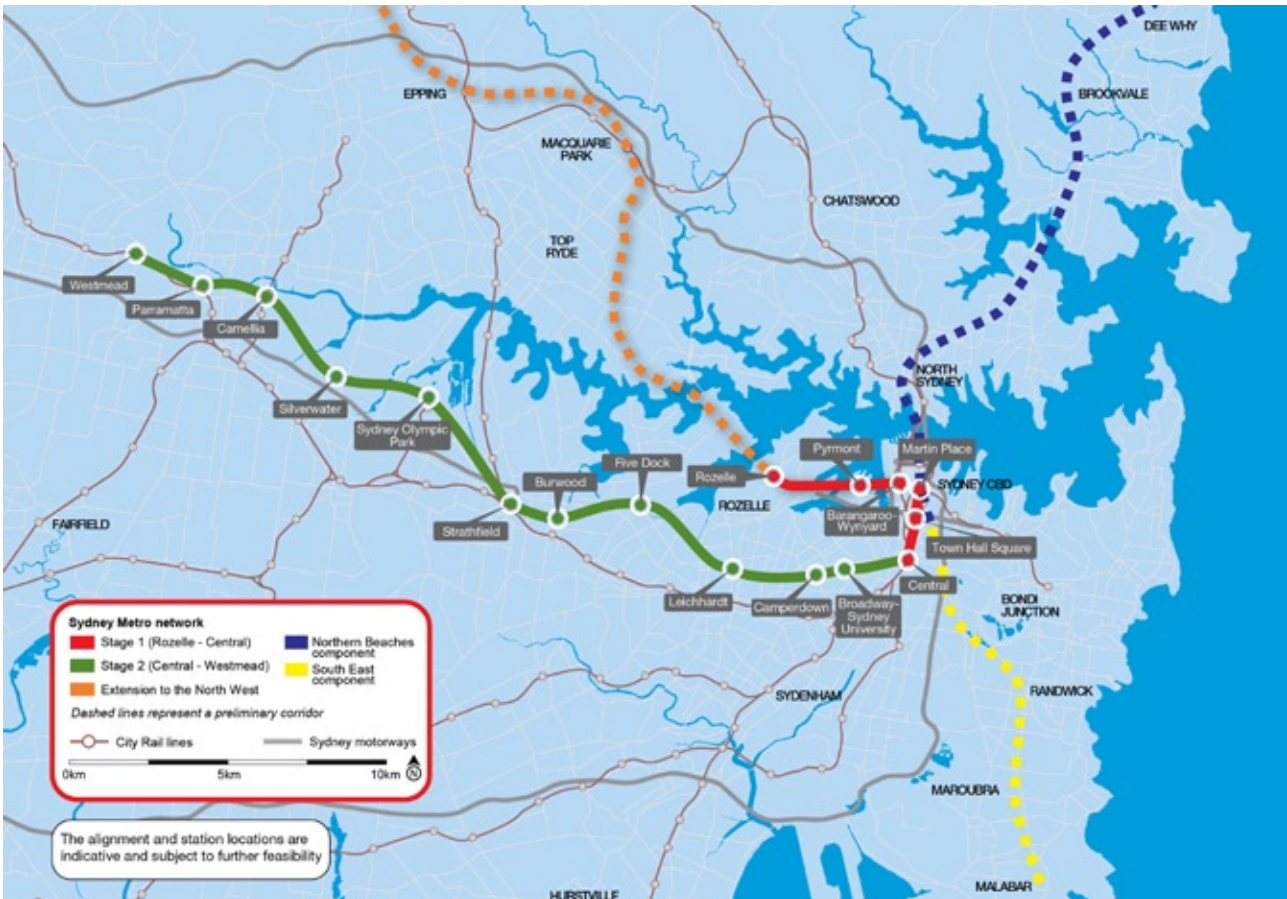 DEE WHY
BROOKVALE
EPPING
MACQUARIE
PARK
CHATSWOOD
TOP
RYDE
Westmead
Parramatta
Camellia
Silverwater
Sydney Olympic
Park
NORTH
SYDNEY
Pyrmont
Martin Place
Five Dock
Rozelle
Burwood
SYDNEY CBD
ROZELLE
Barangaroo-
Wynyard
Strathfield
FAIRFIELD
Town Hall Square
Central
Leichhardt
Camperdown
Broadway-
Sydney
University
BONDI
JUNCTION
RANDWICK
SYDENHAM
MAROUBRA
MALABAR
HURSTVILLE
Sydney Metro network
Stage 1 (Rozelle - Central)
Stage 2 (Central - Westmead)
Extension to the North West
Northern Beaches
component
South East
component
Dashed lines represent a preliminary corridor
City Rail lines
Sydney motorways
0km 5km 10km N
The alignment and station locations are
indicative and subject to further feasibility